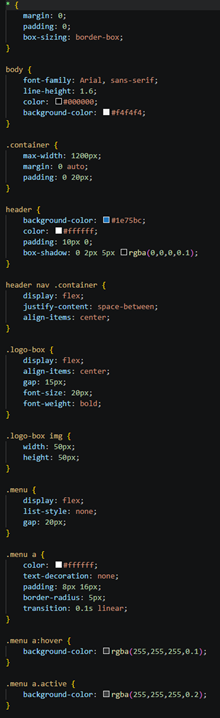 * {
margin: 0;
padding: 0;
box-sizing: border-box;
}
body {
font-family: Arial, sans-serif;
line-height: 1.6;
color: #000000;
background-color: #f4f4f4;
}
.container {
max-width: 1200px;
margin: 0 auto;
padding: 0 20px;
}
header {
background-color: #1e75bc;
color: #ffffff;
padding: 10px 0;
box-shadow: 0 2px 5px rgba(0,0,0,0.1);
}
header nav .container {
display: flex;
justify-content: space-between;
align-items: center;
}
.logo-box {
display: flex;
align-items: center;
gap: 15px;
font-size: 20px;
font-weight: bold;
}
.logo-box img {
width: 50px;
height: 50px;
}
.menu {
display: flex;
list-style: none;
gap: 20px;
}
.menu a {
color: #ffffff;
text-decoration: none;
padding: 8px 16px;
border-radius: 5px;
transition: 0.1s linear;
}
.menu a:hover {
background-color: rgba(255,255,255,0.1);
}
.menu a.active {
background-color: rgba(255,255,255,0.2);
}